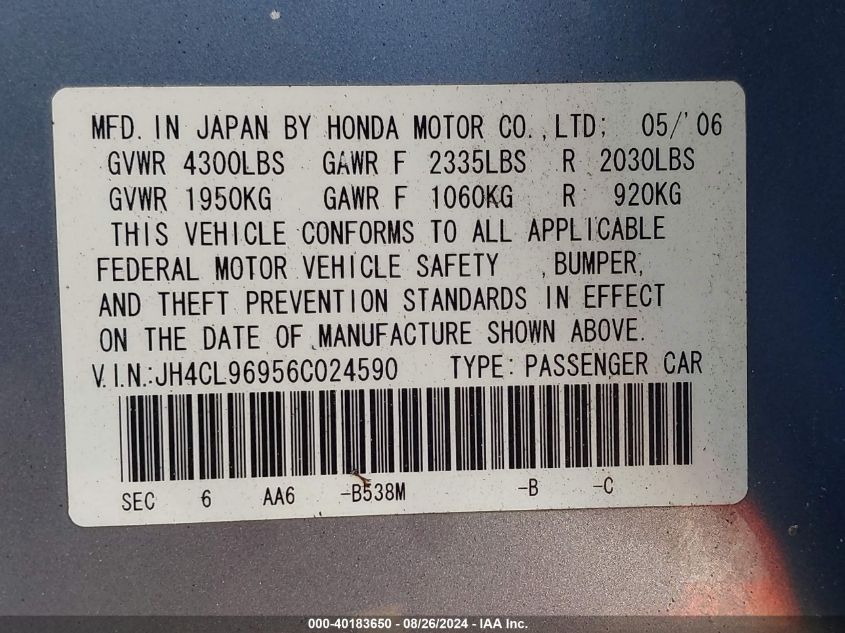 MFD. IN JAPAN BY HONDA MOTOR CO.,LTD; 05/'06
GVWR 4300LBS GAWR F 2335LBS R 2030LBS
GVWR 1950KG GAWR F 1060KG R 920KG
THIS VEHICLE CONFORMS TO ALL APPLICABLE
FEDERAL MOTOR VEHICLE SAFETY ,BUMPER,
AND THEFT PREVENTION STANDARDS IN EFFECT
ON THE DATE OF MANUFACTURE SHOWN ABOVE.
V.I.N.:JH4CL96956C024590 TYPE: PASSENGER CAR
SEC 6 AA6 -B538M -B -C
000-40183650 - 08/26/2024 - IAA Inc.